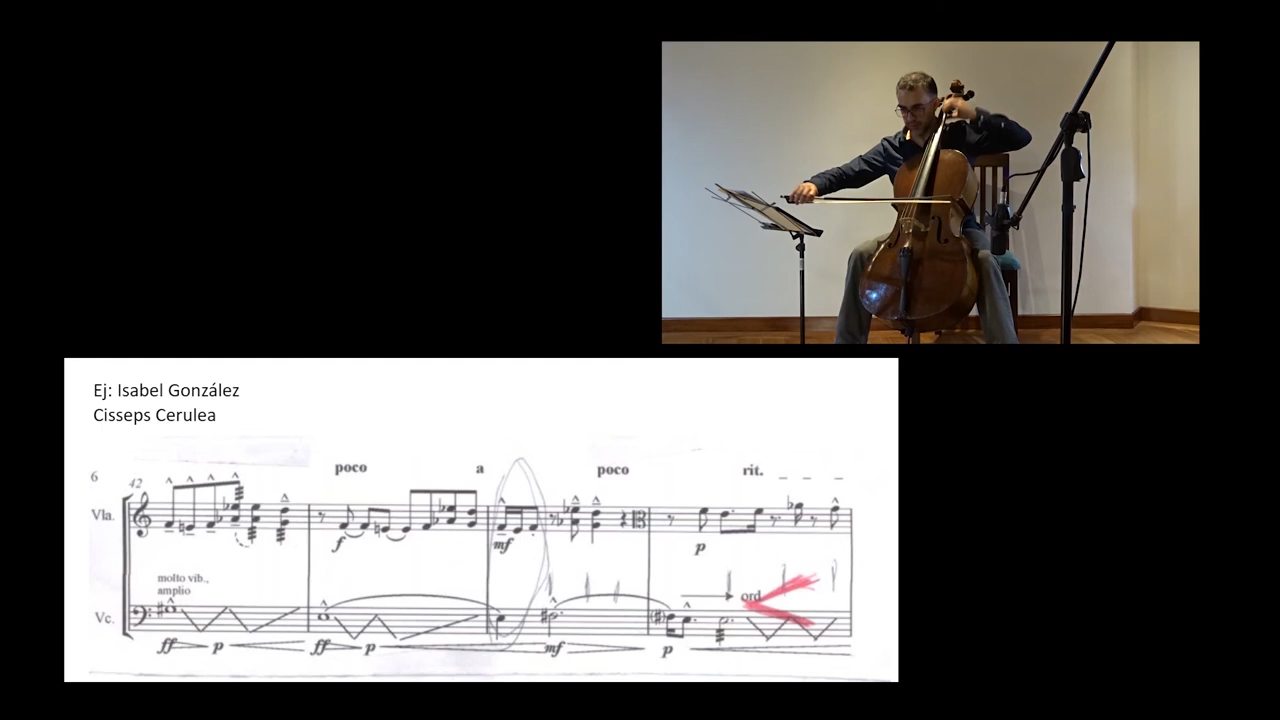 Ej: Isabel González
Cisseps Cerulea
poco a poco rit.
6
42
Vla.
f mf p
molto vib.,
amplio
ord
Vc.
ff p ff p mf p